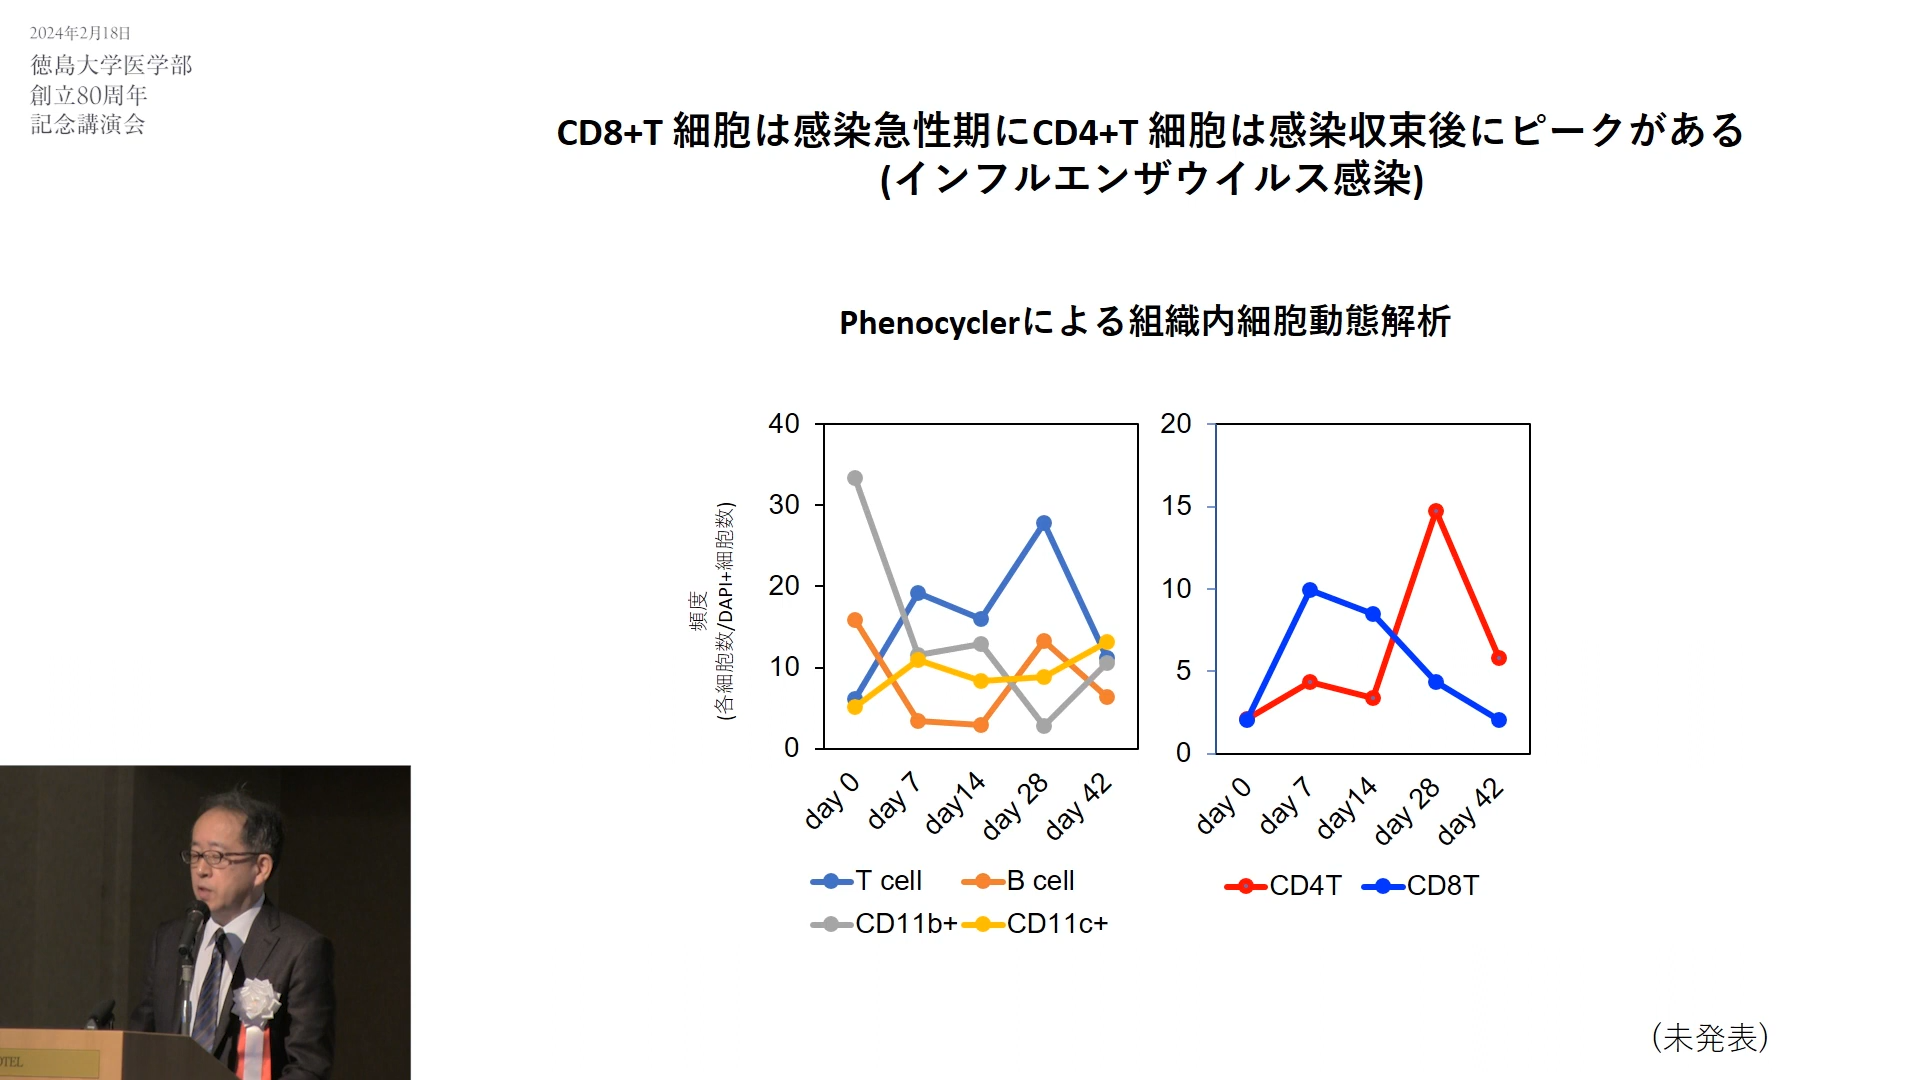 2024年2月18日
徳島大学医学部
創立80周年
記念講演会
CD8+T 細胞は感染急性期にCD4+T 細胞は感染収束後にピークがある
(インフルエンザウイルス感染)
Phenocyclerによる組織内細胞動態解析
頻度
(各細胞数/DAPI+細胞数)
40
30
20
10
0
day 0
day 7
day14
day 28
day 42
T cell
B cell
CD11b+
CD11c+
20
15
10
5
0
day 0
day 7
day14
day 28
day 42
CD4T
CD8T
(未発表)
OTEL